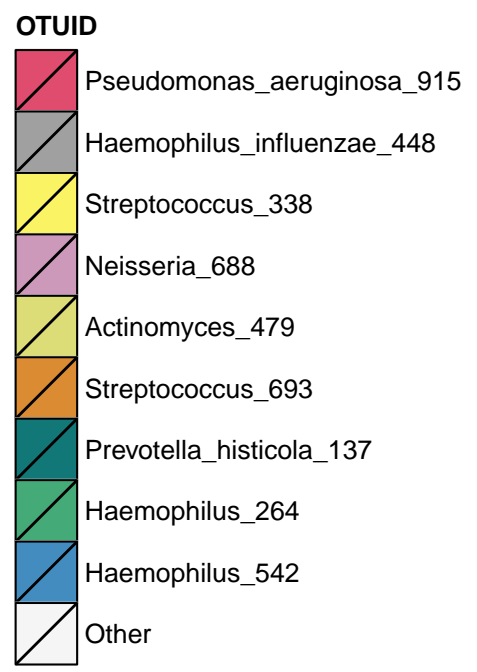 OTUID
Pseudomonas_aeruginosa_915
Haemophilus_influenzae_448
Streptococcus_338
Neisseria_688
Actinomyces_479
Streptococcus_693
Prevotella_histicola_137
Haemophilus_264
Haemophilus_542
Other